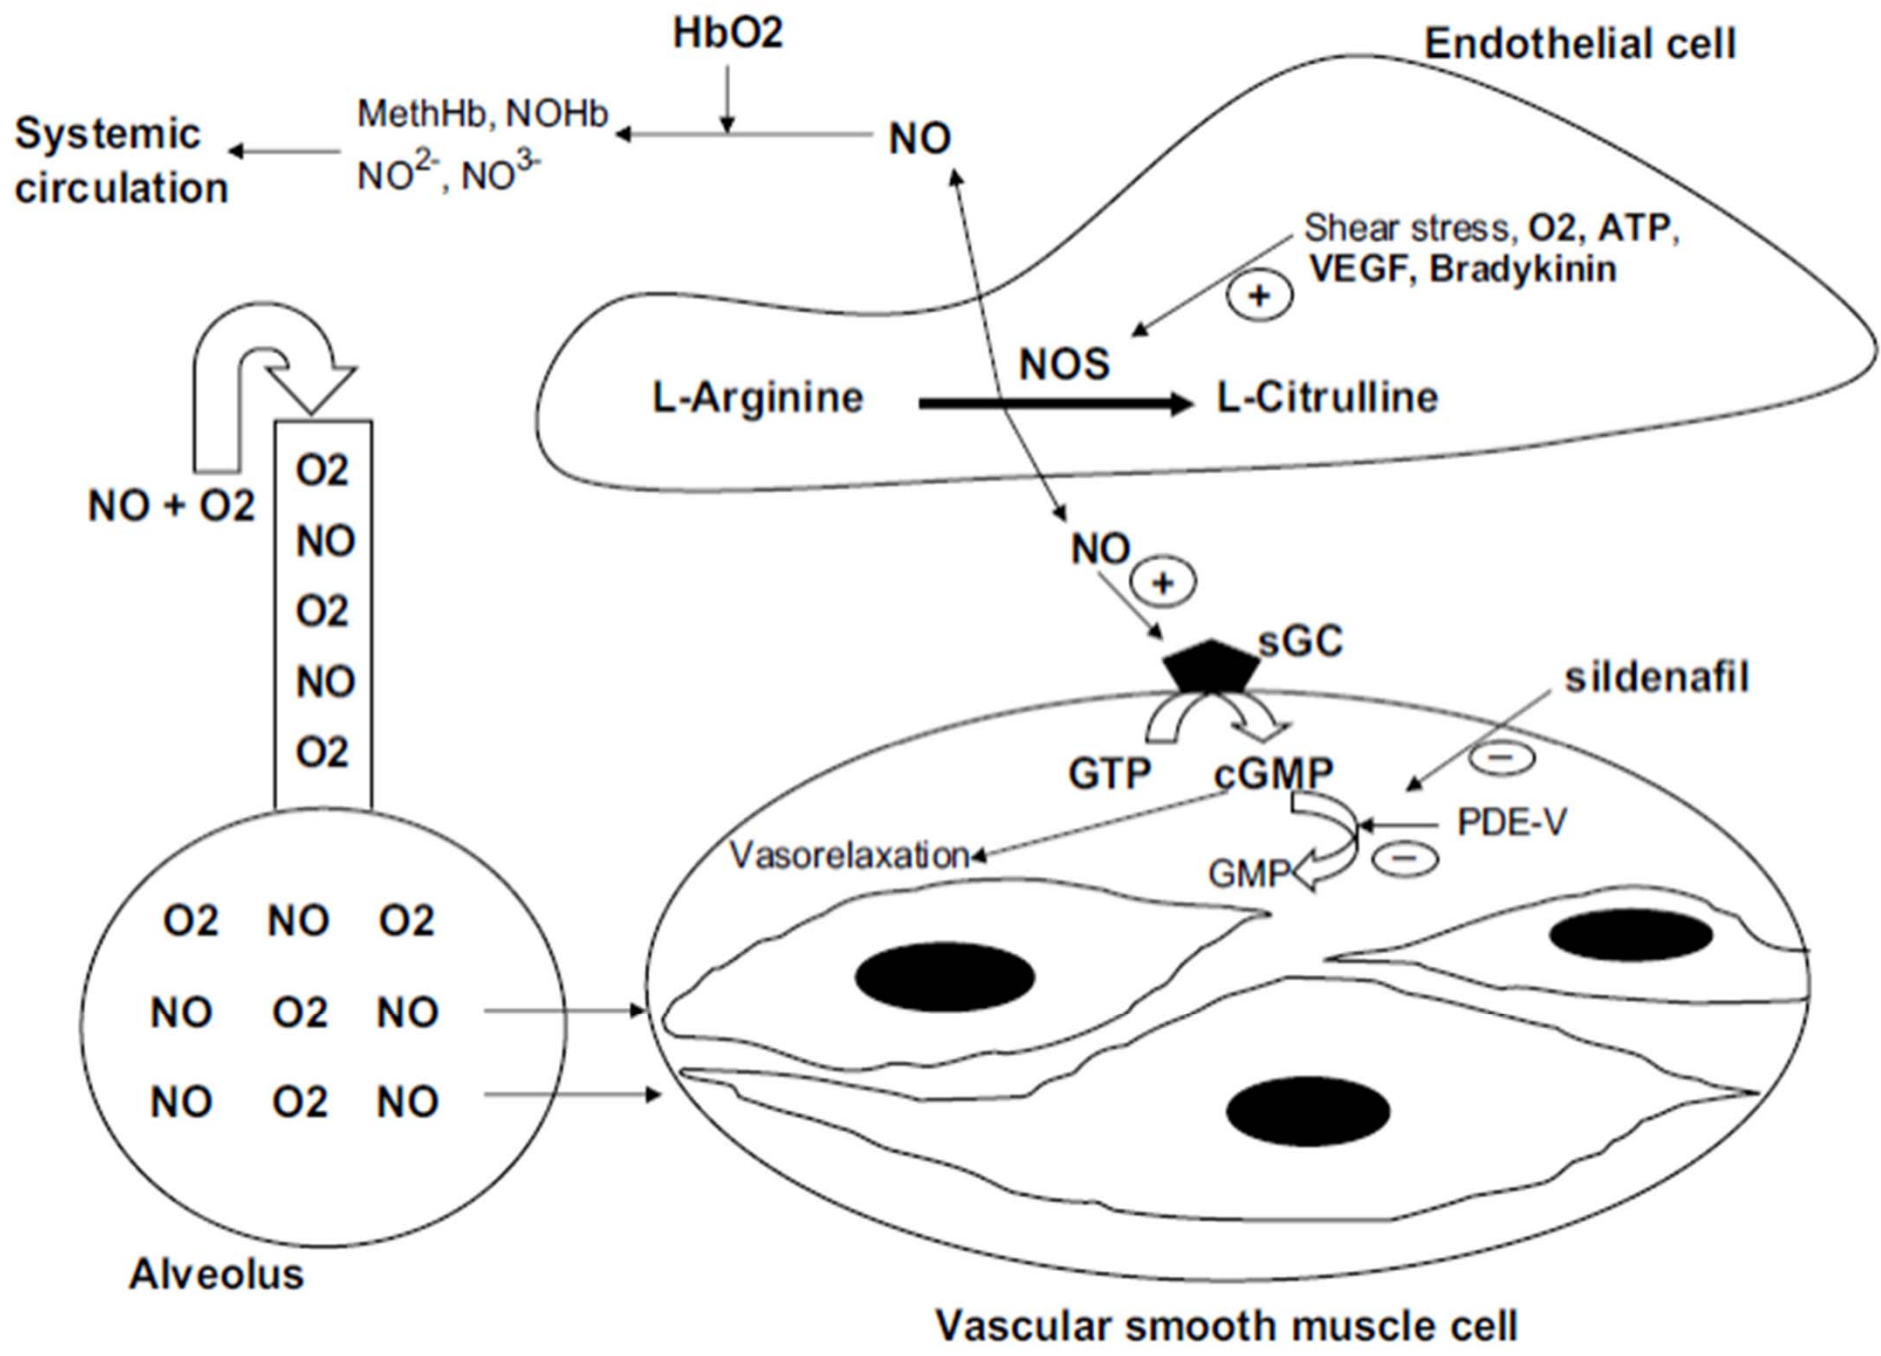 HbO2
Endothelial cell
Systemic
circulation
MethHb, NOHb
NO2-, NO3-
NO
Shear stress, O2, ATP,
VEGF, Bradykinin
+
NOS
L-Arginine
L-Citrulline
NO + O2
O2
NO
O2
NO
O2
NO
+
sGC
sildenafil
−
GTP
cGMP
PDE-V
−
Vasorelaxation
GMP
O2 NO O2
NO O2 NO
NO O2 NO
Alveolus
Vascular smooth muscle cell